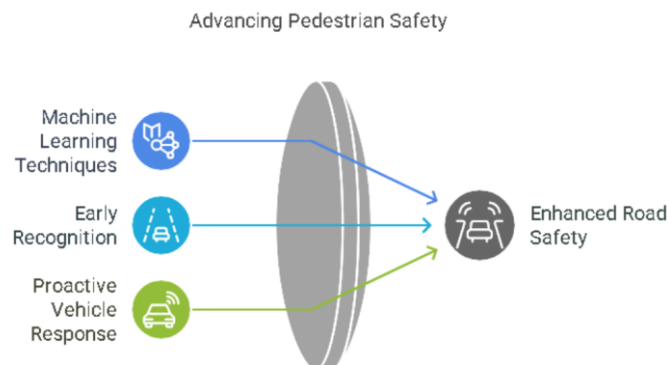 Advancing Pedestrian Safety
Machine
Learning
Techniques
Early
Recognition
Proactive
Vehicle
Response
Enhanced Road
Safety